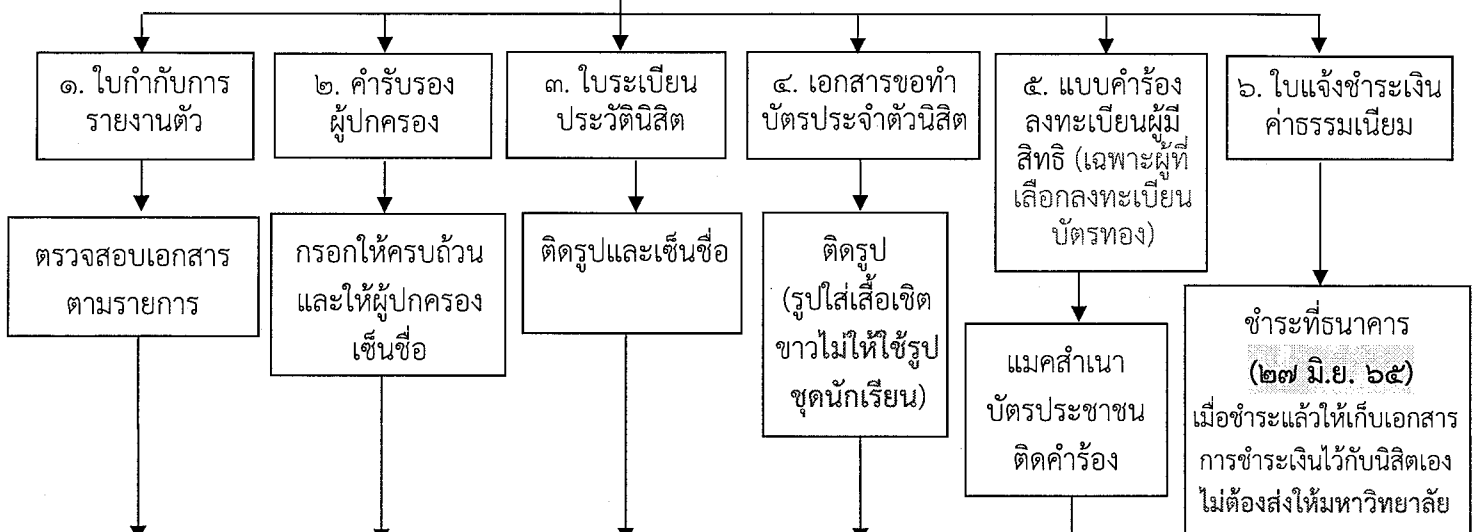 ๑. ใบกำกับการ
รายงานตัว
๒. คำรับรอง
ผู้ปกครอง
๓. ใบระเบียน
ประวัตินิสิต
๔. เอกสารขอทำ
บัตรประจำตัวนิสิต
๕. แบบคำร้อง
ลงทะเบียนผู้มี
สิทธิ (เฉพาะผู้ที่
เลือกลงทะเบียน
บัตรทอง)
๖. ใบแจ้งชำระเงิน
ค่าธรรมเนียม
ตรวจสอบเอกสาร
ตามรายการ
กรอกให้ครบถ้วน
และให้ผู้ปกครอง
เซ็นชื่อ
ติดรูปและเซ็นชื่อ
ติดรูป
(รูปใส่เสื้อเชิต
ขาวไม่ให้ใช้รูป
ชุดนักเรียน)
แมคสำเนา
บัตรประชาชน
ติดคำร้อง
ชำระที่ธนาคาร
(๒๗ มิ.ย. ๖๕)
เมื่อชำระแล้วให้เก็บเอกสาร
การชำระเงินไว้กับนิสิตเอง
ไม่ต้องส่งให้มหาวิทยาลัย